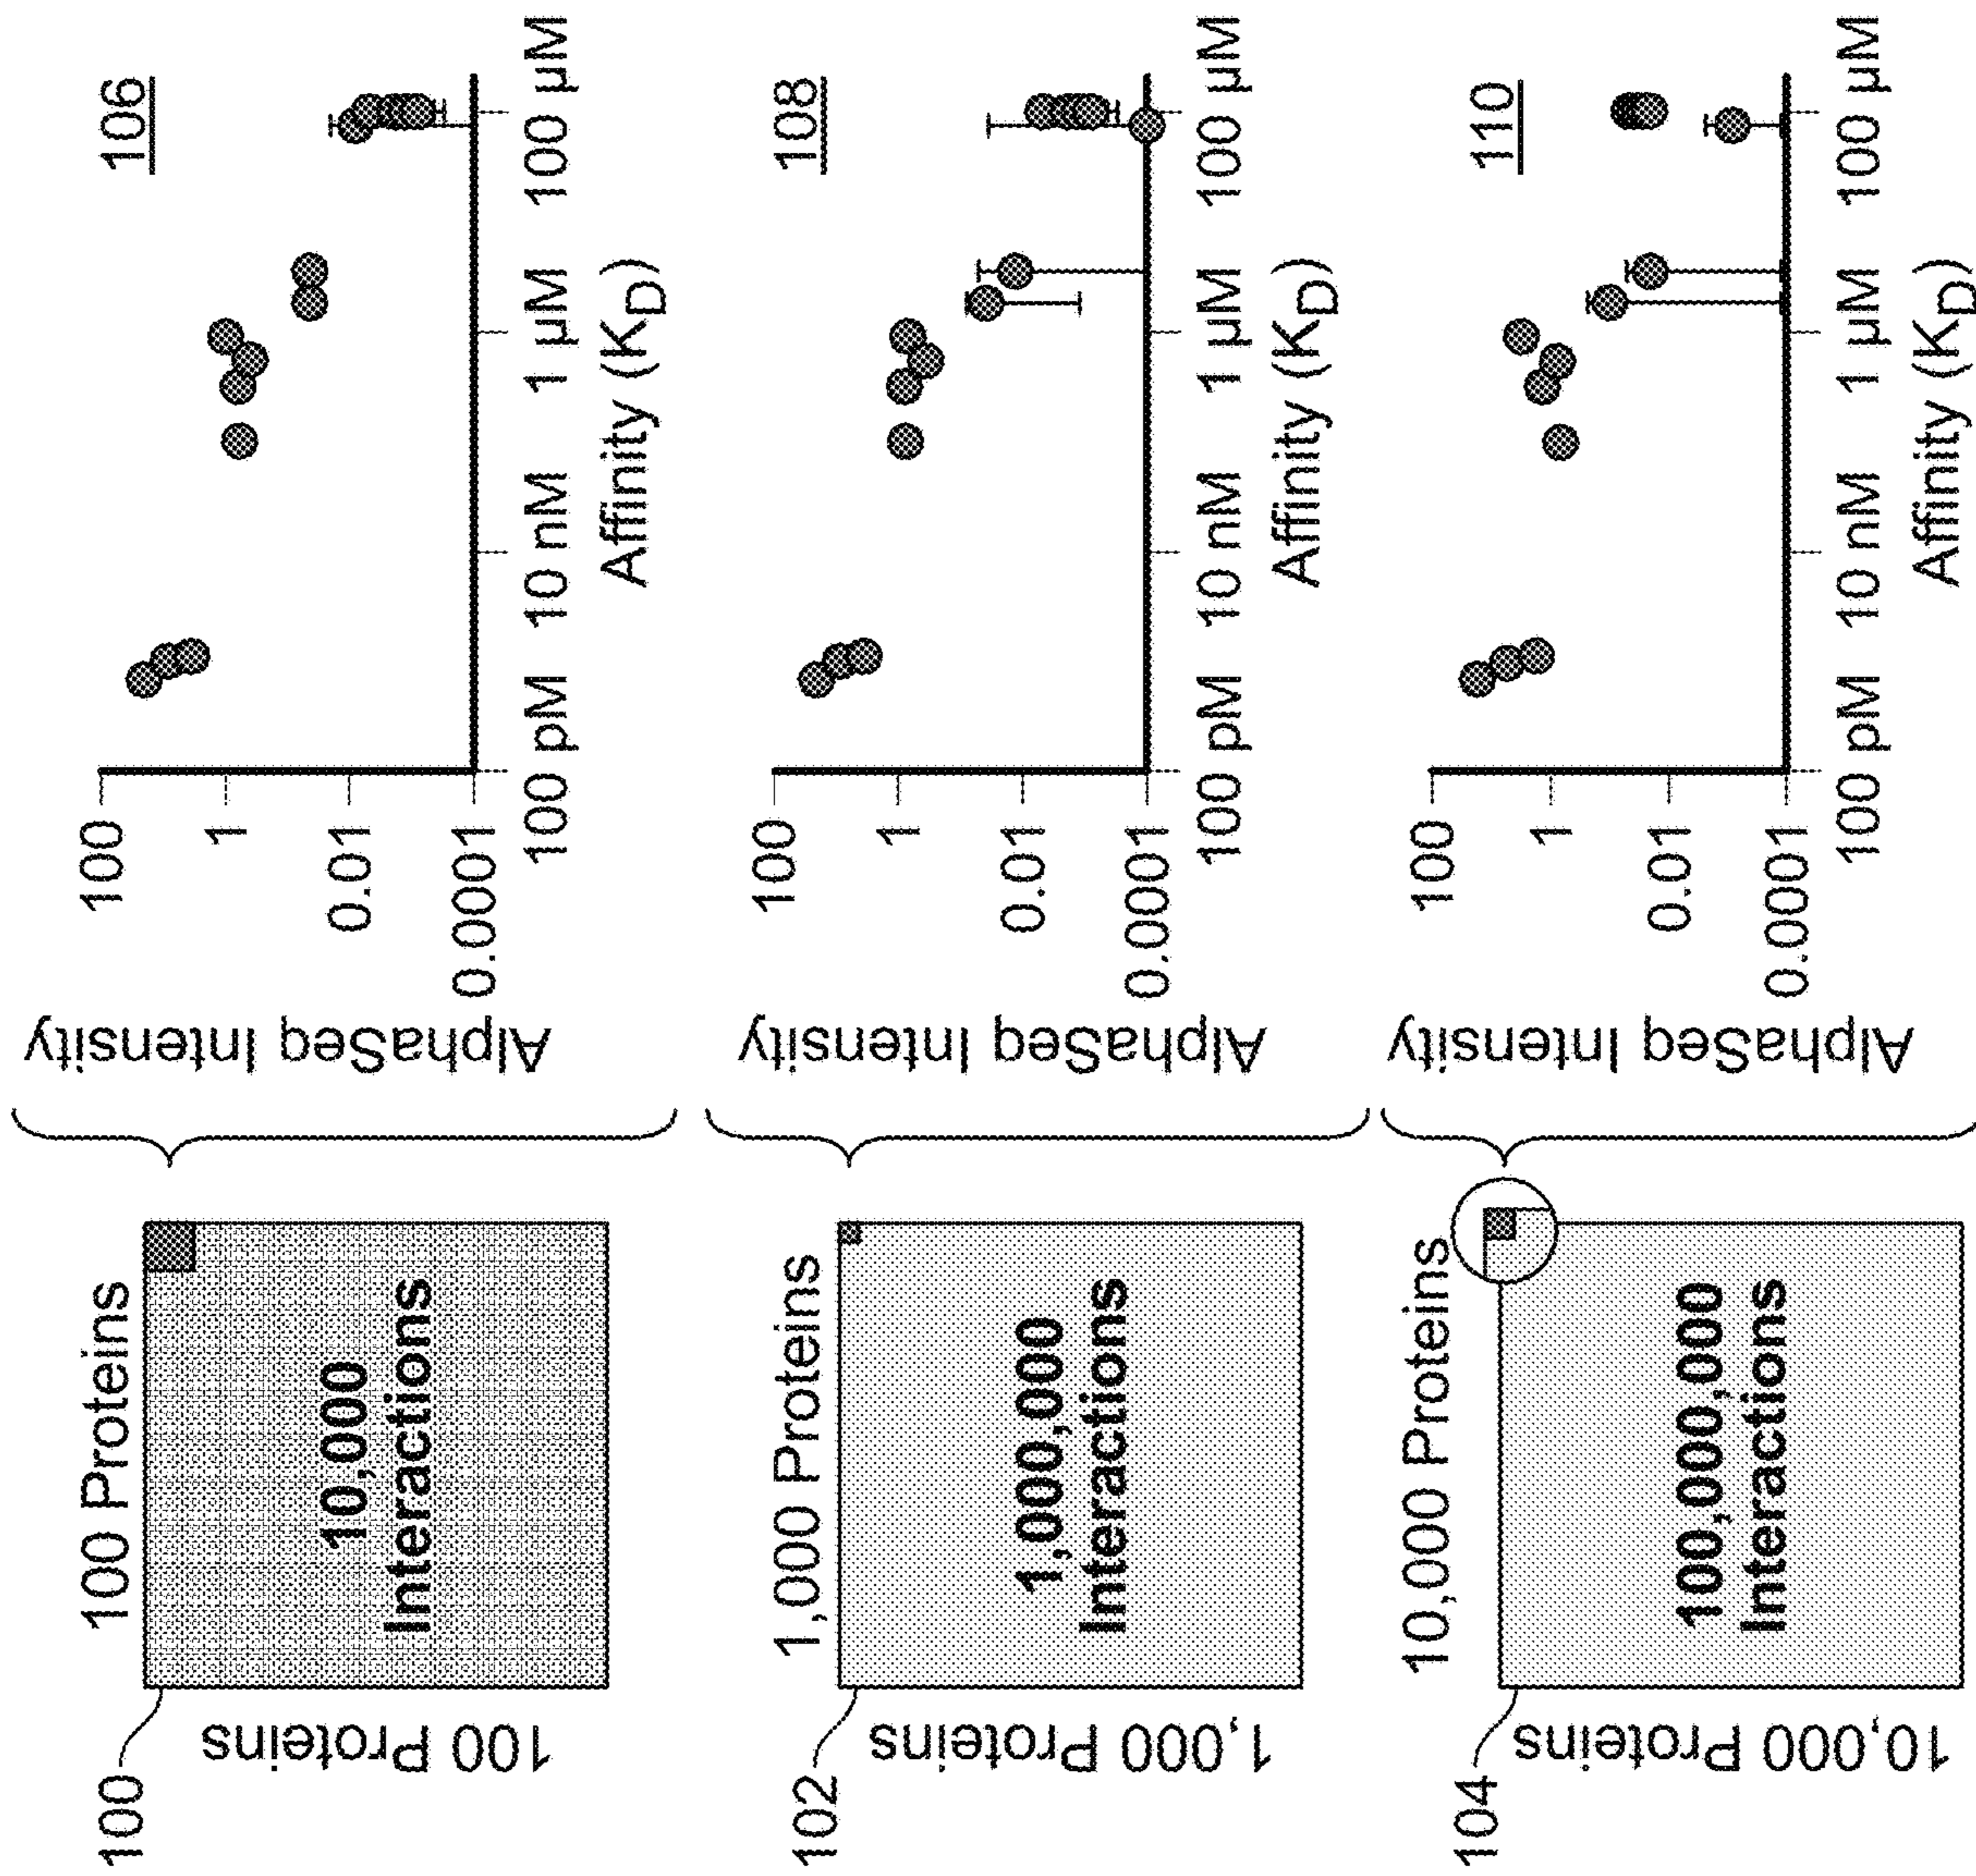 100
100 Proteins
100 Proteins
10,000
Interactions
AlphaSeq Intensity
100
1
0.01
0.0001
106
100 pM
10 nM
1 µM
100 µM
Affinity (KD)
102
1,000 Proteins
1,000 Proteins
1,000,000
Interactions
AlphaSeq Intensity
100
1
0.01
0.0001
108
100 pM
10 nM
1 µM
100 µM
Affinity (KD)
104
10,000 Proteins
10,000 Proteins
100,000,000
Interactions
AlphaSeq Intensity
100
1
0.01
0.0001
110
100 pM
10 nM
1 µM
100 µM
Affinity (KD)